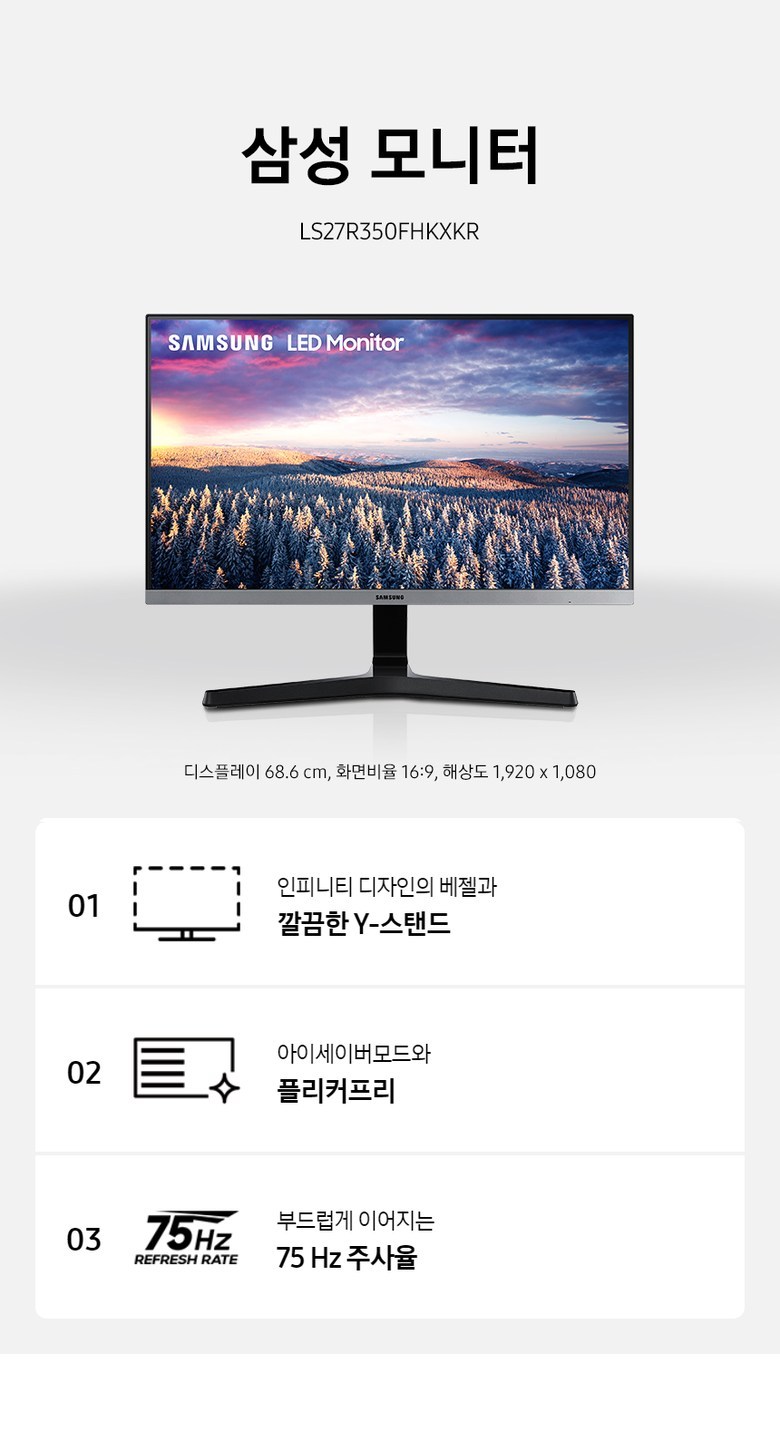 삼성 모니터
LS27R350FHKXKR
SAMSUNG LED Monitor
SAMSUNG
디스플레이 68.6 cm, 화면비율 16:9, 해상도 1,920 x 1,080
01
인피니티 디자인의 베젤과
깔끔한 Y-스탠드
02
아이세이버모드와
플리커프리
03
75Hz
REFRESH RATE
부드럽게 이어지는
75 Hz 주사율